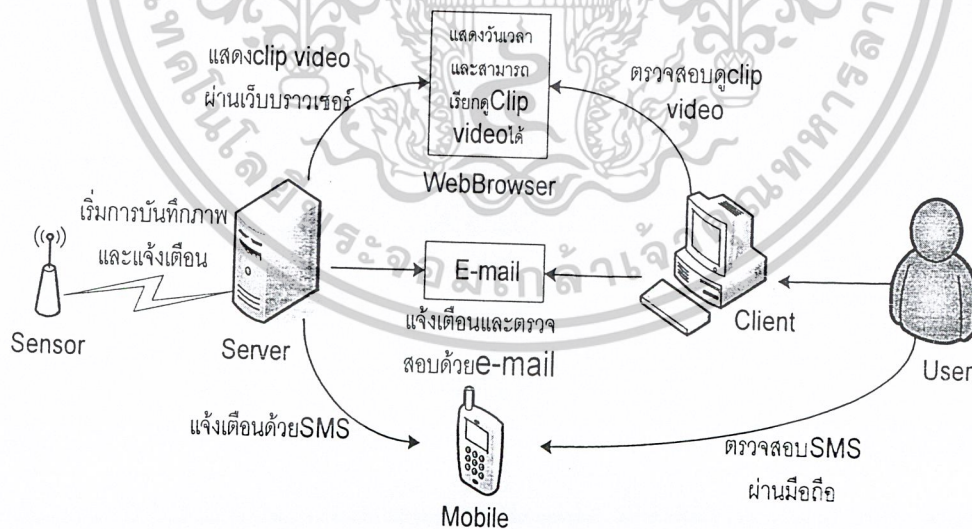 แสดงclip video
ผ่านเว็บบราวเซอร์
แสดงวันเวลา
และสามารถ
เรียกดูClip
videoได้
WebBrowser
ตรวจสอบดูclip
video
เริ่มการบันทึกภาพ
และแจ้งเตือน
Sensor
Server
E-mail
แจ้งเตือนและตรวจ
สอบด้วยe-mail
Client
User
แจ้งเตือนด้วยSMS
Mobile
ตรวจสอบSMS
ผ่านมือถือ